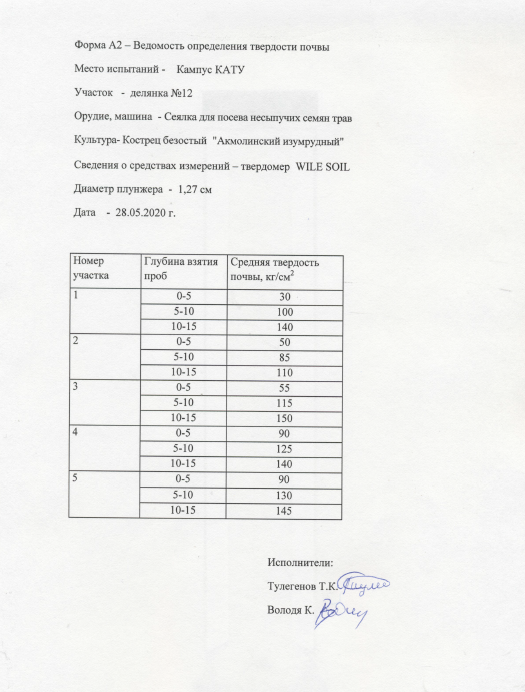 Форма А2 – Ведомость определения твердости почвы
Место испытаний - Кампус КАТУ
Участок - делянка №12
Орудие, машина - Сеялка для посева несыпучих семян трав
Культура- Кострец безостый "Акмолинский изумрудный"
Сведения о средствах измерений – твердомер WILE SOIL
Диаметр плунжера - 1,27 см
Дата - 28.05.2020 г.
Номер участка Глубина взятия проб Средняя твердость почвы, кг/см²
1 0-5 30
5-10 100
10-15 140
2 0-5 50
5-10 85
10-15 110
3 0-5 55
5-10 115
10-15 150
4 0-5 90
5-10 125
10-15 140
5 0-5 90
5-10 130
10-15 145
Исполнители:
Тулегенов Т.К.
Володя К.